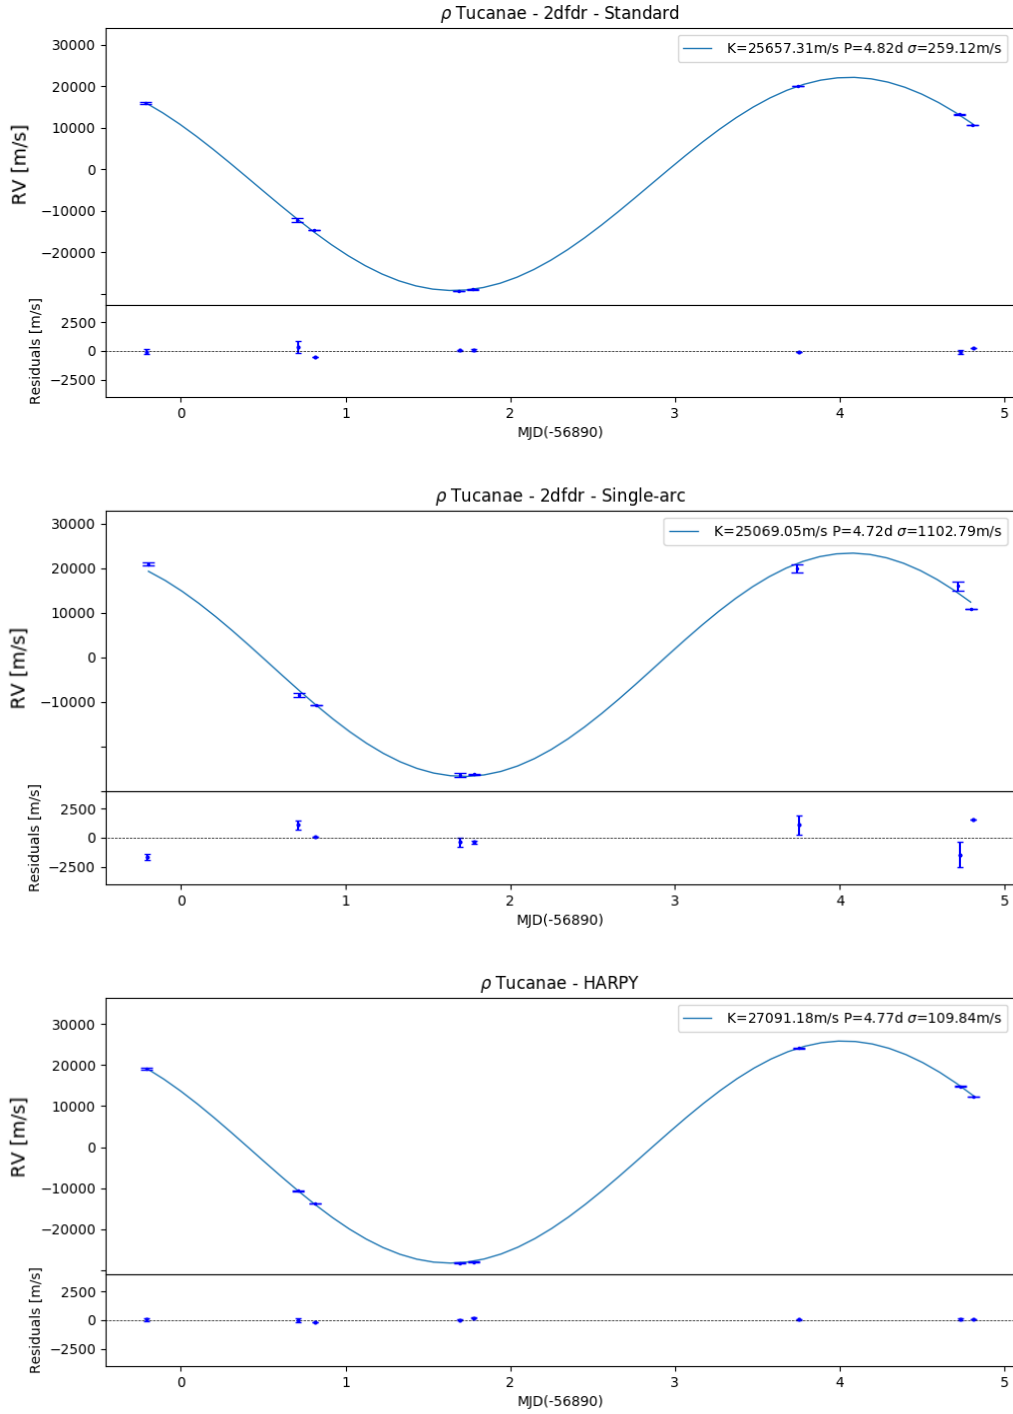 ρ Tucanae - 2dfdr - Standard
K=25657.31m/s P=4.82d σ=259.12m/s
30000
20000
10000
0
−10000
−20000
RV [m/s]
2500
0
−2500
Residuals [m/s]
0 1 2 3 4 5
MJD(-56890)
ρ Tucanae - 2dfdr - Single-arc
K=25069.05m/s P=4.72d σ=1102.79m/s
30000
20000
10000
0
−10000
RV [m/s]
2500
0
−2500
Residuals [m/s]
0 1 2 3 4 5
MJD(-56890)
ρ Tucanae - HARPY
K=27091.18m/s P=4.77d σ=109.84m/s
30000
20000
10000
0
−10000
−20000
RV [m/s]
2500
0
−2500
Residuals [m/s]
0 1 2 3 4 5
MJD(-56890)